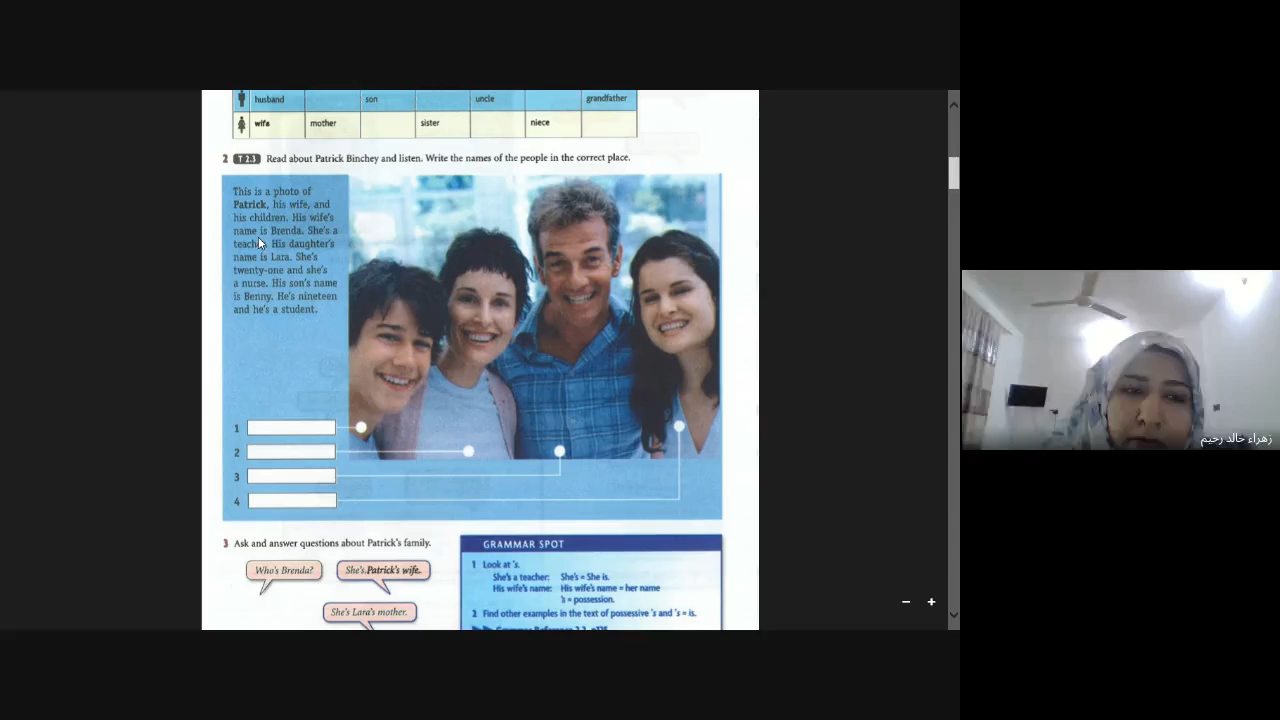 husband son uncle grandfather
wife mother sister niece
2 T 2.3 Read about Patrick Binchey and listen. Write the names of the people in the correct place.
This is a photo of
Patrick, his wife, and
his children. His wife's
name is Brenda. She's a
teacher. His daughter's
name is Lara. She's
twenty-one and she's
a nurse. His son's name
is Benny. He's nineteen
and he's a student.
1
2
3
4
3 Ask and answer questions about Patrick's family.
Who's Brenda?
She's Patrick's wife.
She's Lara's mother.
GRAMMAR SPOT
1 Look at 's.
She's a teacher: She's = She is.
His wife's name: His wife's name = her name
's = possession.
2 Find other examples in the text of possessive 's and 's = is.
زهراء خالد رحيم